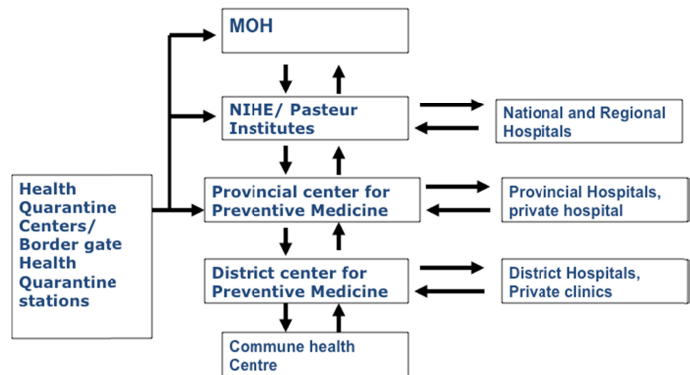 MOH
NIHE/ Pasteur
Institutes
National and Regional
Hospitals
Health
Quarantine
Centers/
Border gate
Health
Quarantine
stations
Provincial center for
Preventive Medicine
Provincial Hospitals,
private hospital
District center for
Preventive Medicine
District Hospitals,
Private clinics
Commune health
Centre